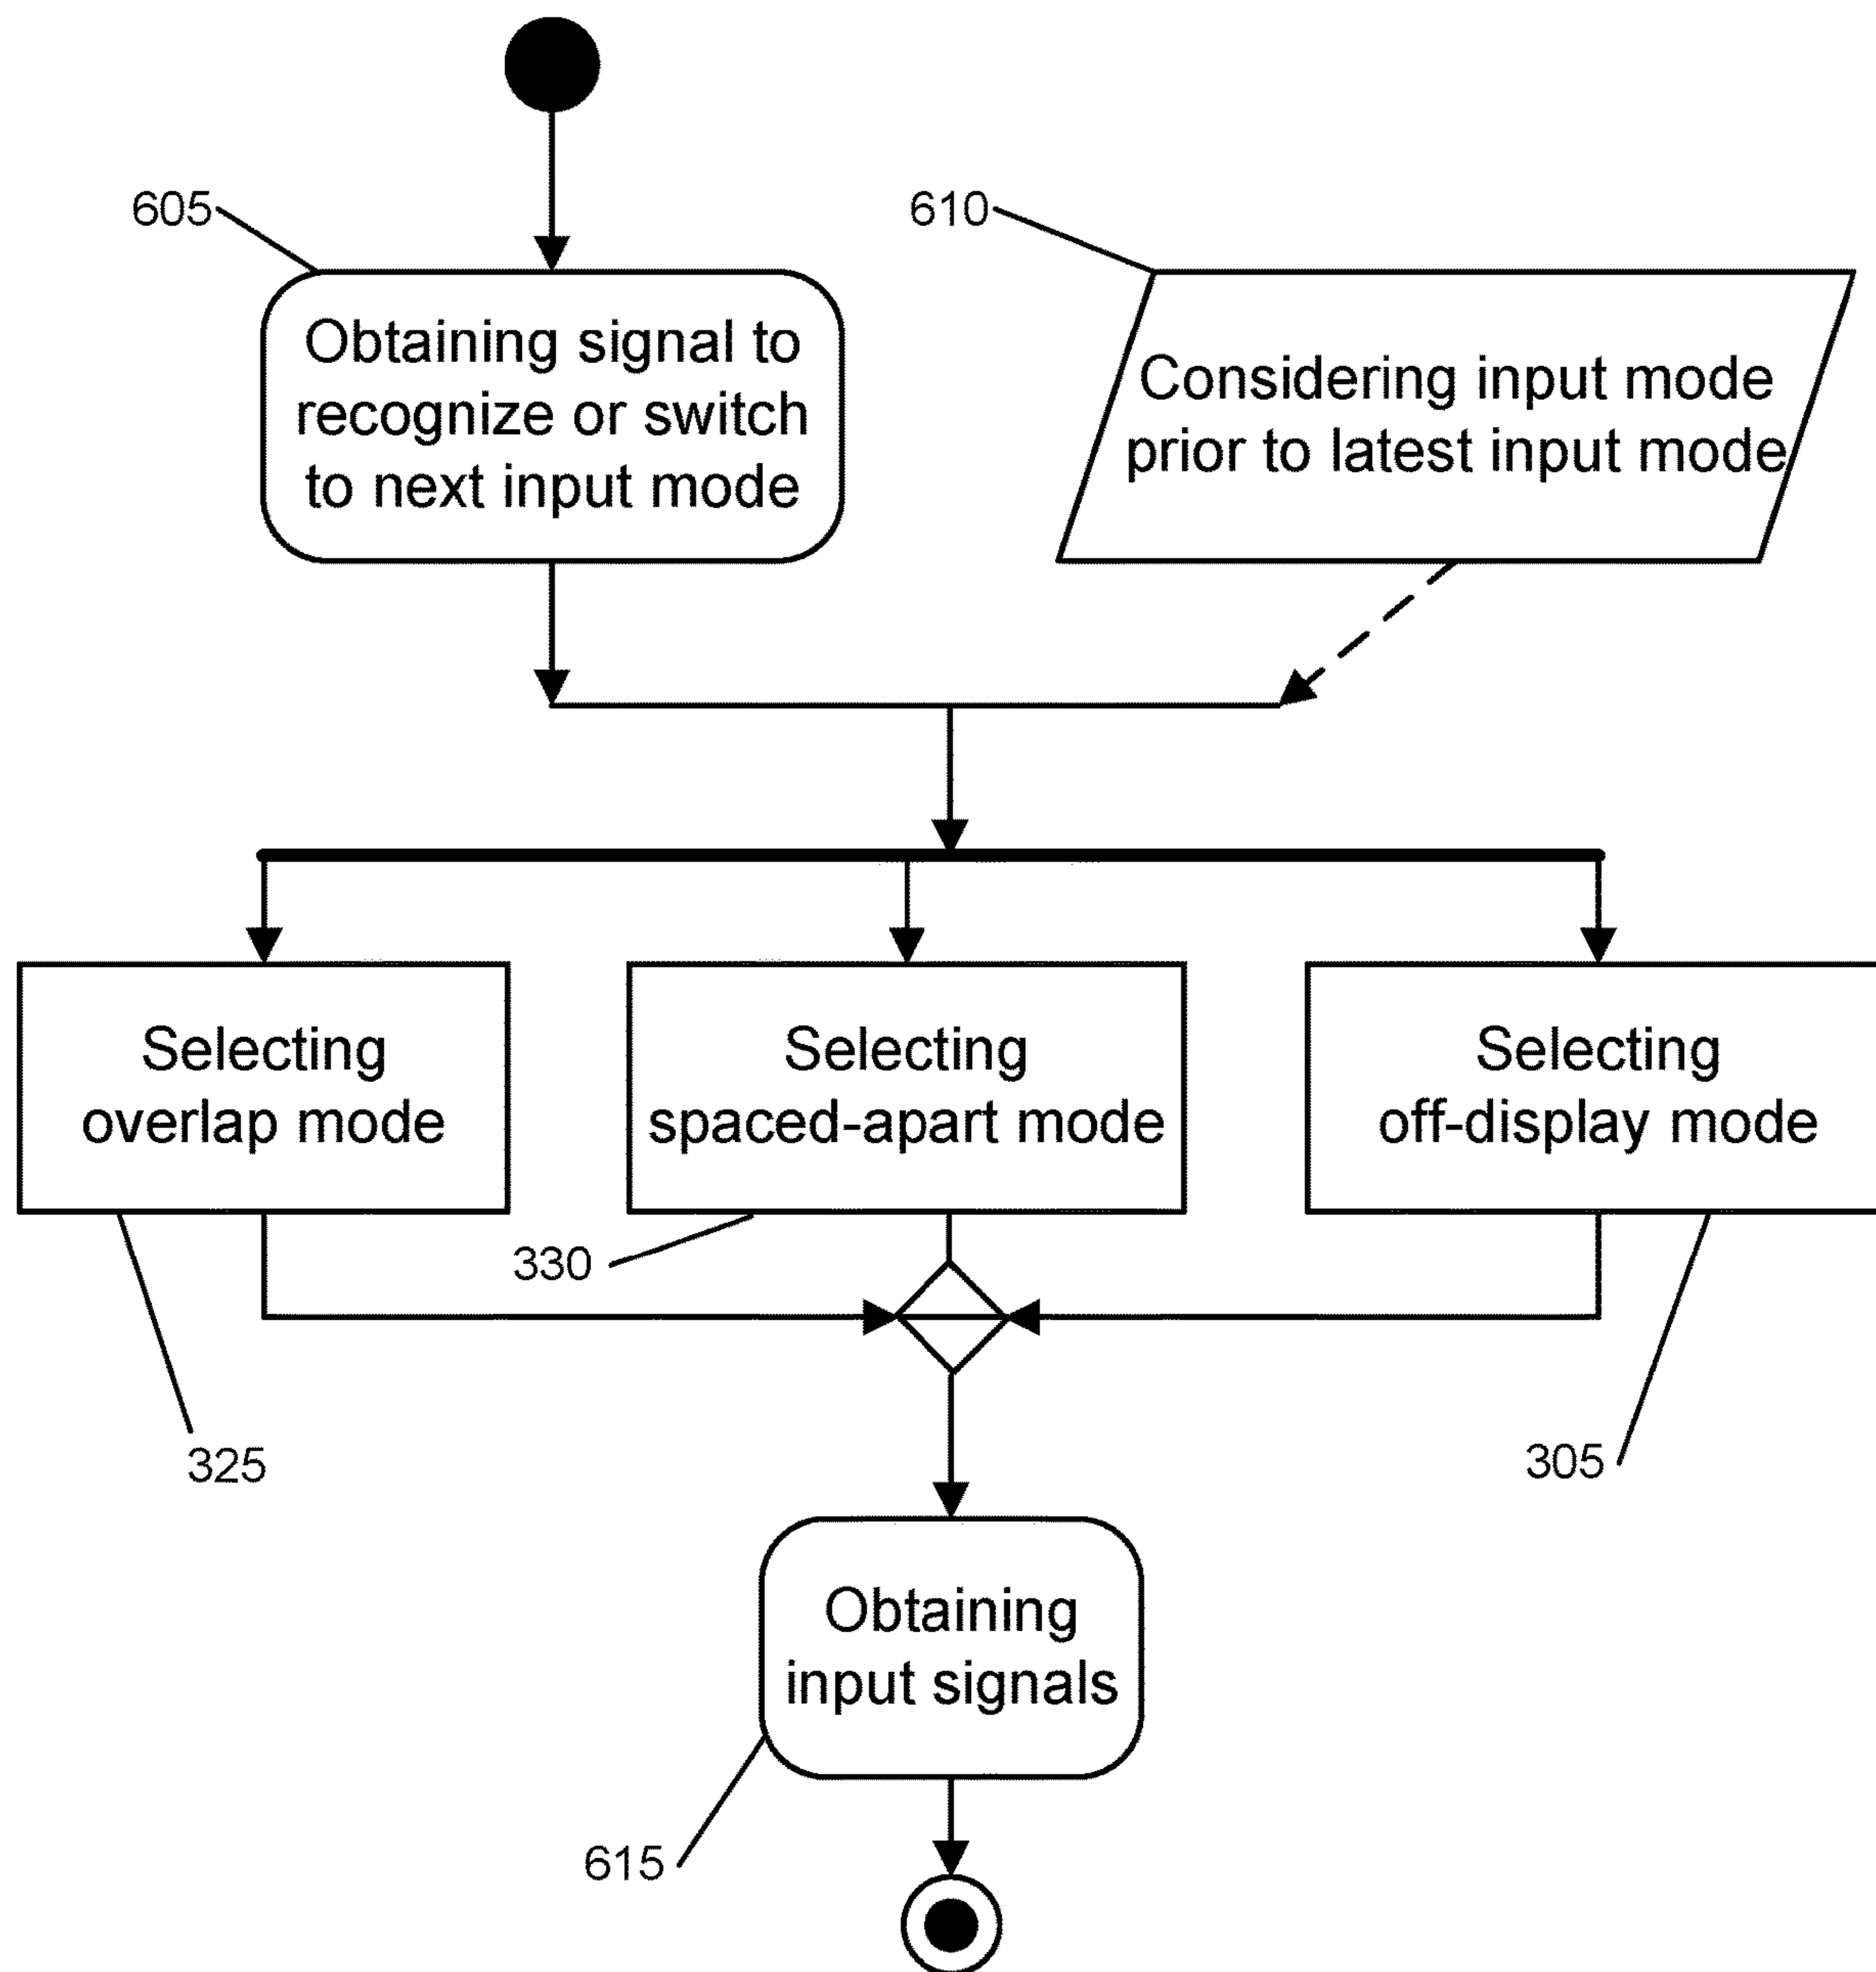 605
610
Obtaining signal to
recognize or switch
to next input mode
Considering input mode
prior to latest input mode
Selecting
overlap mode
Selecting
spaced-apart mode
Selecting
off-display mode
330
325
305
Obtaining
input signals
615